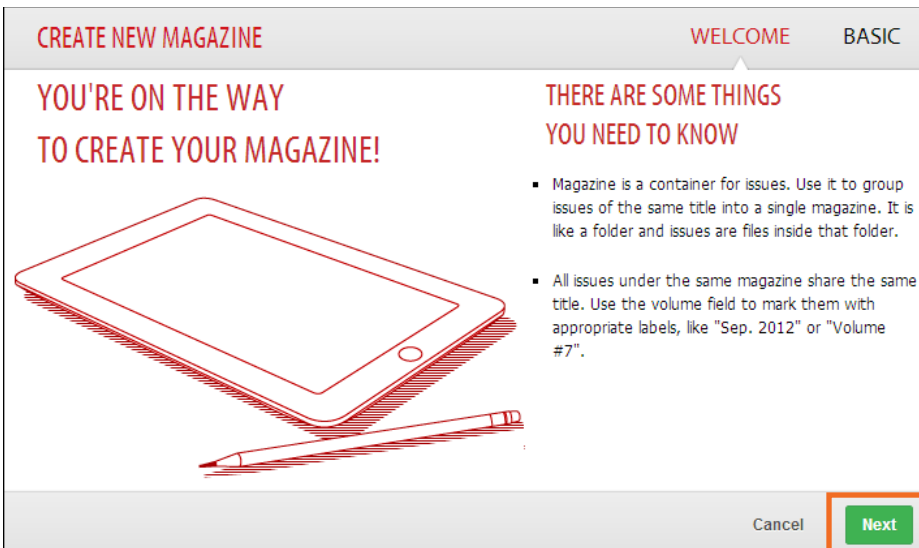 CREATE NEW MAGAZINE
WELCOME
BASIC
YOU'RE ON THE WAY
TO CREATE YOUR MAGAZINE!
THERE ARE SOME THINGS
YOU NEED TO KNOW
▪ Magazine is a container for issues. Use it to group
issues of the same title into a single magazine. It is
like a folder and issues are files inside that folder.
▪ All issues under the same magazine share the same
title. Use the volume field to mark them with
appropriate labels, like "Sep. 2012" or "Volume
#7".
Cancel
Next